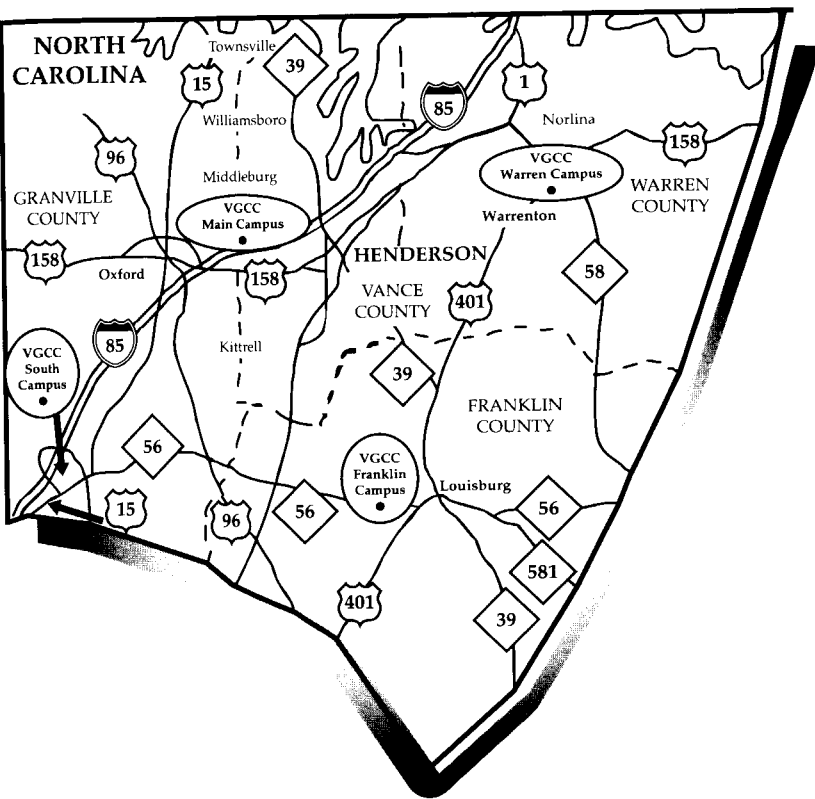 NORTH
CAROLINA
Townsville
39
15
85
1
Williamsboro
Norlina
96
158
Middleburg
VGCC
Warren Campus
GRANVILLE
COUNTY
WARREN
COUNTY
VGCC
Main Campus
Warrenton
158
Oxford
HENDERSON
158
58
VANCE
COUNTY
401
85
Kittrell
VGCC
South
Campus
39
FRANKLIN
COUNTY
56
VGCC
Franklin
Campus
Louisburg
15
96
56
56
581
401
39